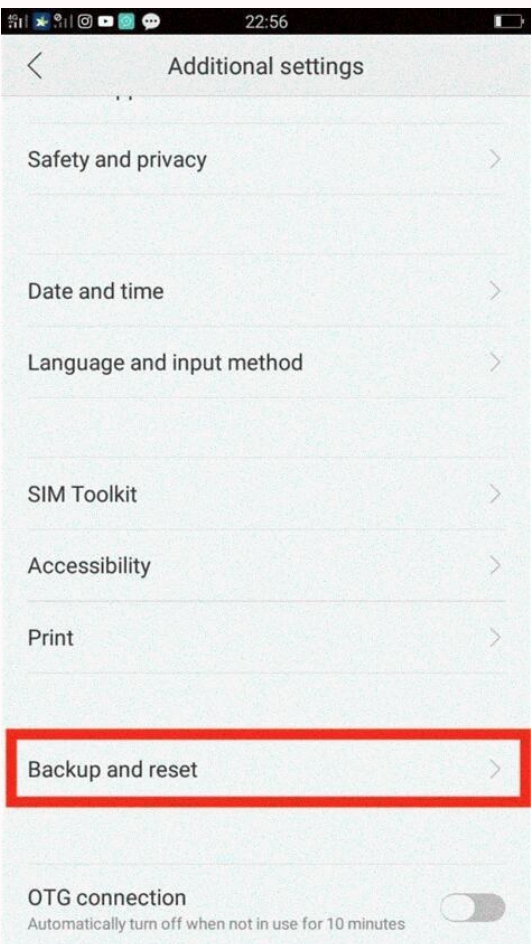 22:56
Additional settings
Safety and privacy
Date and time
Language and input method
SIM Toolkit
Accessibility
Print
Backup and reset
OTG connection
Automatically turn off when not in use for 10 minutes